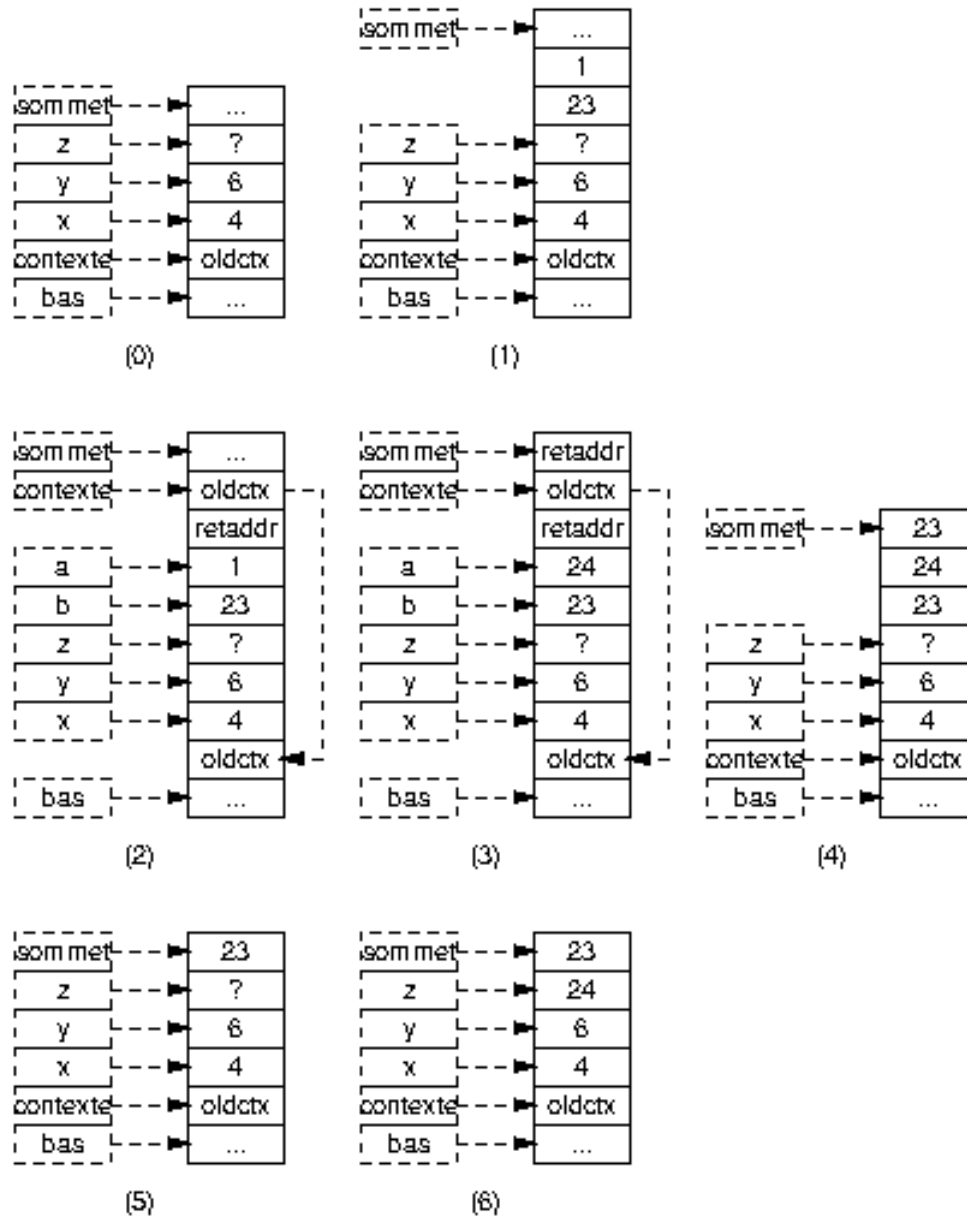 sommet ...
1
23
sommet ...
z ?
z ?
y 6
y 6
x 4
x 4
contexte oldctx
contexte oldctx
bas ...
bas ...
(0) (1)
sommet ...
contexte oldctx
retaddr
a 1
b 23
z ?
y 6
x 4
oldctx
bas ...
(2)
sommet retaddr
contexte oldctx
retaddr
a 24
b 23
z ?
y 6
x 4
oldctx
bas ...
(3)
sommet 23
24
23
z ?
y 6
x 4
contexte oldctx
bas ...
(4)
sommet 23
z ?
y 6
x 4
contexte oldctx
bas ...
(5)
sommet 23
z 24
y 6
x 4
contexte oldctx
bas ...
(6)